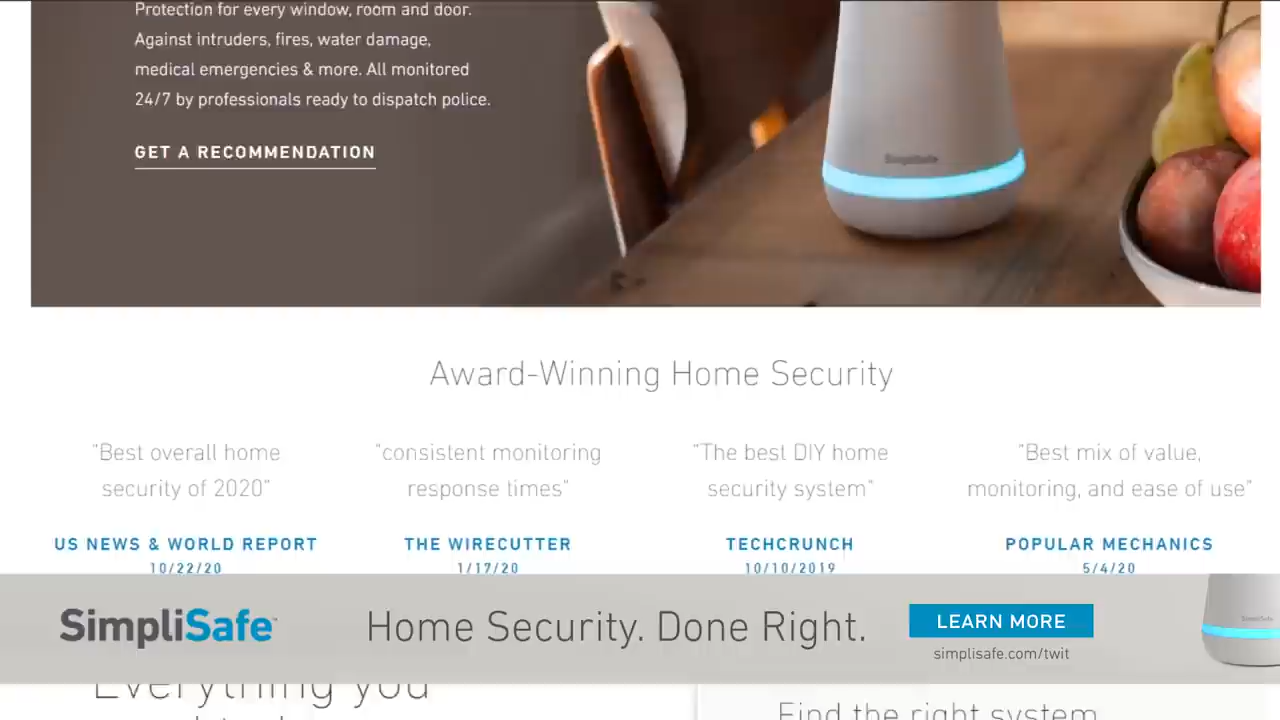 Protection for every window, room and door.
Against intruders, fires, water damage,
medical emergencies & more. All monitored
24/7 by professionals ready to dispatch police.
GET A RECOMMENDATION
SimpliSafe
Award-Winning Home Security
"Best overall home
security of 2020"
US NEWS & WORLD REPORT
10/22/20
"consistent monitoring
response times"
THE WIRECUTTER
1/17/20
"The best DIY home
security system"
TECHCRUNCH
10/10/2019
"Best mix of value,
monitoring, and ease of use"
POPULAR MECHANICS
5/4/20
SimpliSafe
Home Security. Done Right.
LEARN MORE
simplisafe.com/twit
SimpliSafe
Everything you
Find the right system